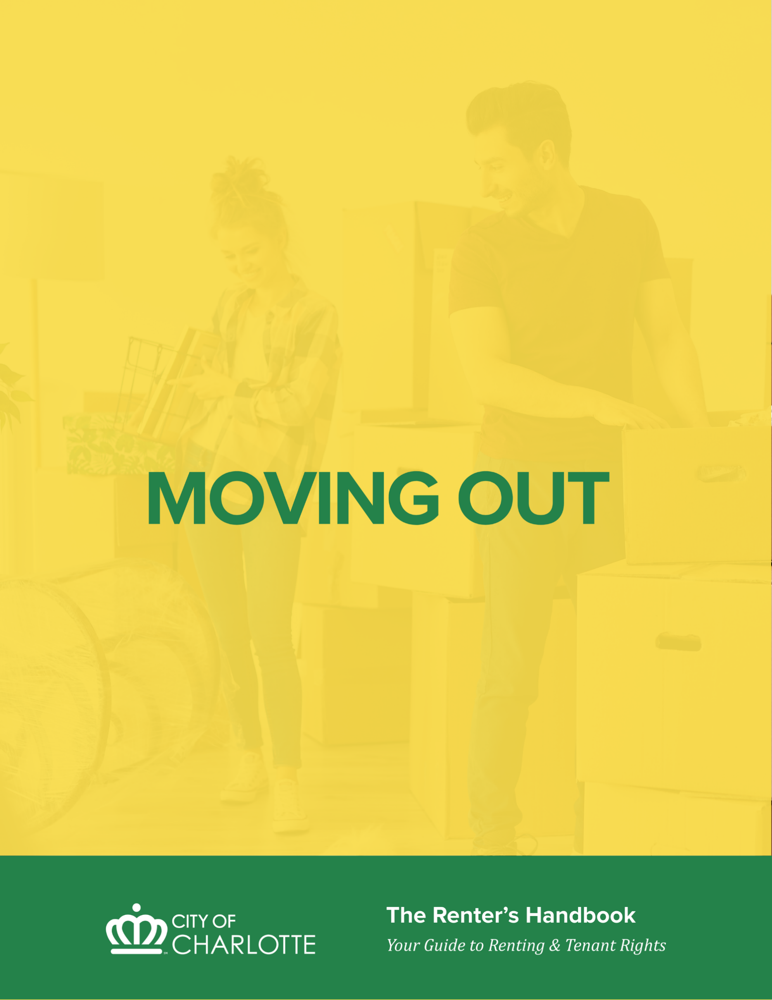 MOVING OUT
CITY OF
CHARLOTTE
The Renter’s Handbook
Your Guide to Renting & Tenant Rights